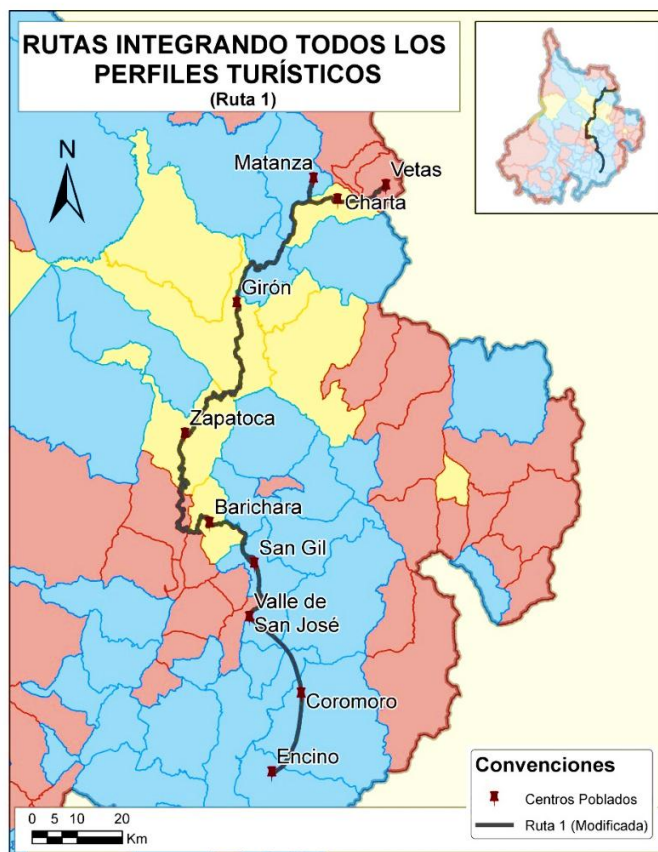 RUTAS INTEGRANDO TODOS LOS
PERFILES TURÍSTICOS
(Ruta 1)
N
Matanza
Vetas
Charta
Girón
Zapatoca
Barichara
San Gil
Valle de
San José
Coromoro
Encino
Convenciones
Centros Poblados
Ruta 1 (Modificada)
0 5 10 20
Km